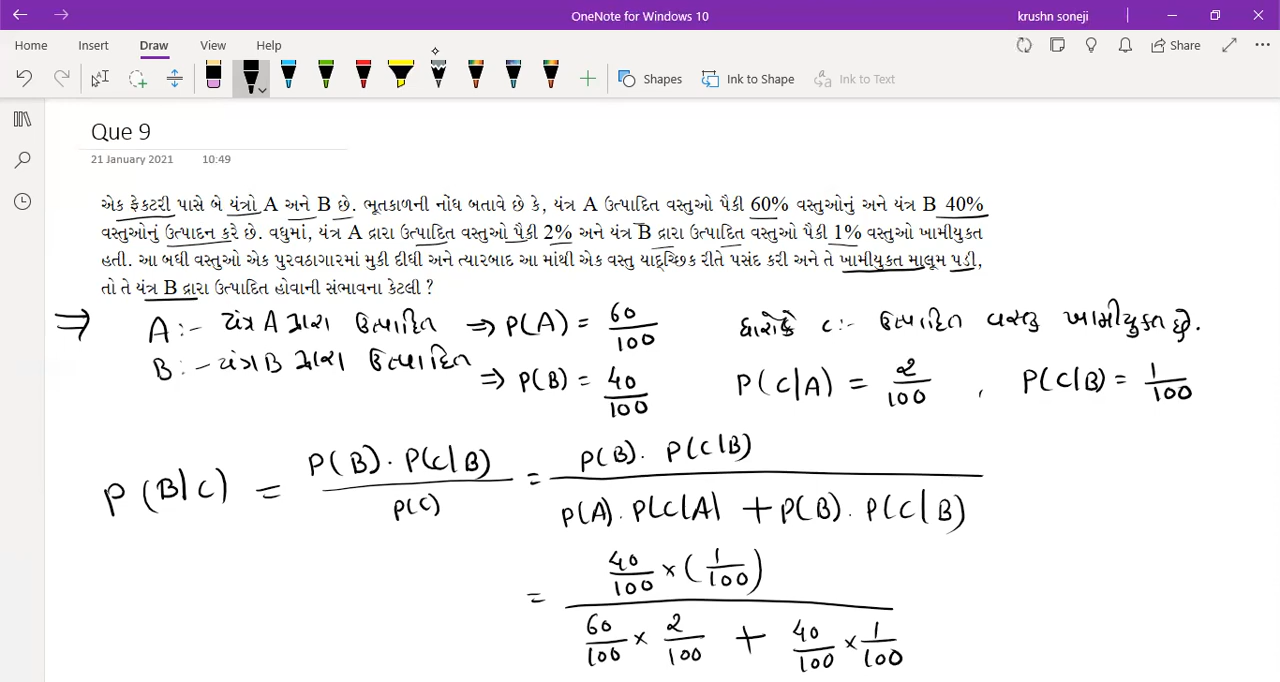 OneNote for Windows 10
krushn soneji
Home Insert Draw View Help
Share
Shapes Ink to Shape Ink to Text
Que 9
21 January 2021 10:49
એક ફેકટરી પાસે બે યંત્રો A અને B છે. ભૂતકાળની નોધ બતાવે છે કે, યંત્ર A ઉત્પાદિત વસ્તુઓ પૈકી 60% વસ્તુઓનું અને યંત્ર B 40%
વસ્તુઓનું ઉત્પાદન કરે છે. વધુમાં, યંત્ર A દ્રારા ઉત્પાદિત વસ્તુઓ પૈકી 2% અને યંત્ર B દ્રારા ઉત્પાદિત વસ્તુઓ પૈકી 1% વસ્તુઓ ખામીયુક્ત
હતી. આ બધી વસ્તુઓ એક પુરવઠાગારમાં મુકી દીધી અને ત્યારબાદ આ માંથી એક વસ્તુ યાદૃચ્છિક રીતે પસંદ કરી અને તે ખામીયુક્ત માલૂમ પડી,
તો તે યંત્ર B દ્રારા ઉત્પાદિત હોવાની સંભાવના કેટલી ?
⇒ A :- યંત્ર A દ્વારા ઉત્પાદિત ⇒ P(A) = 60/100 ધારોકે C :- ઉત્પાદિત વસ્તુ ખામીયુક્ત છે.
B :- યંત્ર B દ્વારા ઉત્પાદિત ⇒ P(B) = 40/100 P(C|A) = 2/100 , P(C|B) = 1/100
P(B|C) = P(B) · P(C|B) / P(C) = P(B) · P(C|B) / P(A) · P(C|A) + P(B) · P(C|B)
= 40/100 × (1/100) / 60/100 × 2/100 + 40/100 × 1/100